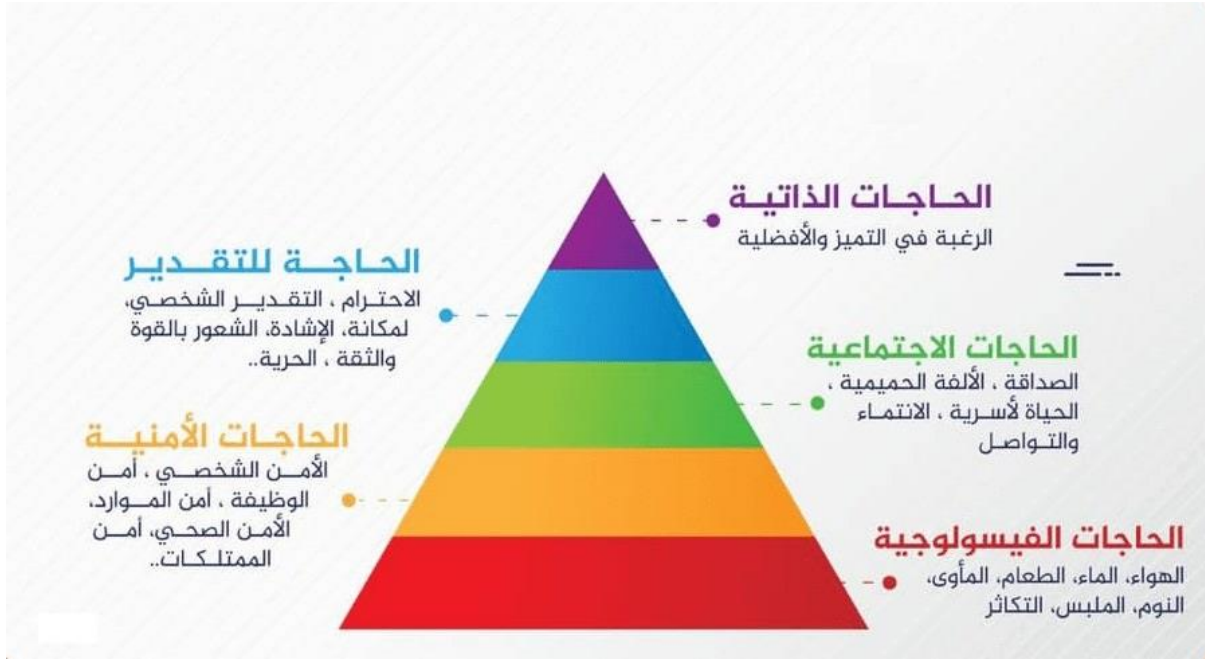 الحاجات الذاتية
الرغبة في التميز والأفضلية
الحاجة للتقدير
الاحترام ، التقدير الشخصي،
لمكانة، الإشادة، الشعور بالقوة
والثقة ، الحرية..
الحاجات الاجتماعية
الصداقة ، الألفة الحميمية ،
الحياة لأسرية ، الانتماء
والتواصل
الحاجات الأمنية
الأمن الشخصي ، أمن
الوظيفة ، أمن الموارد،
الأمن الصحي، أمن
الممتلكات..
الحاجات الفيسولوجية
الهواء، الماء، الطعام، المأوى،
النوم، الملبس، التكاثر